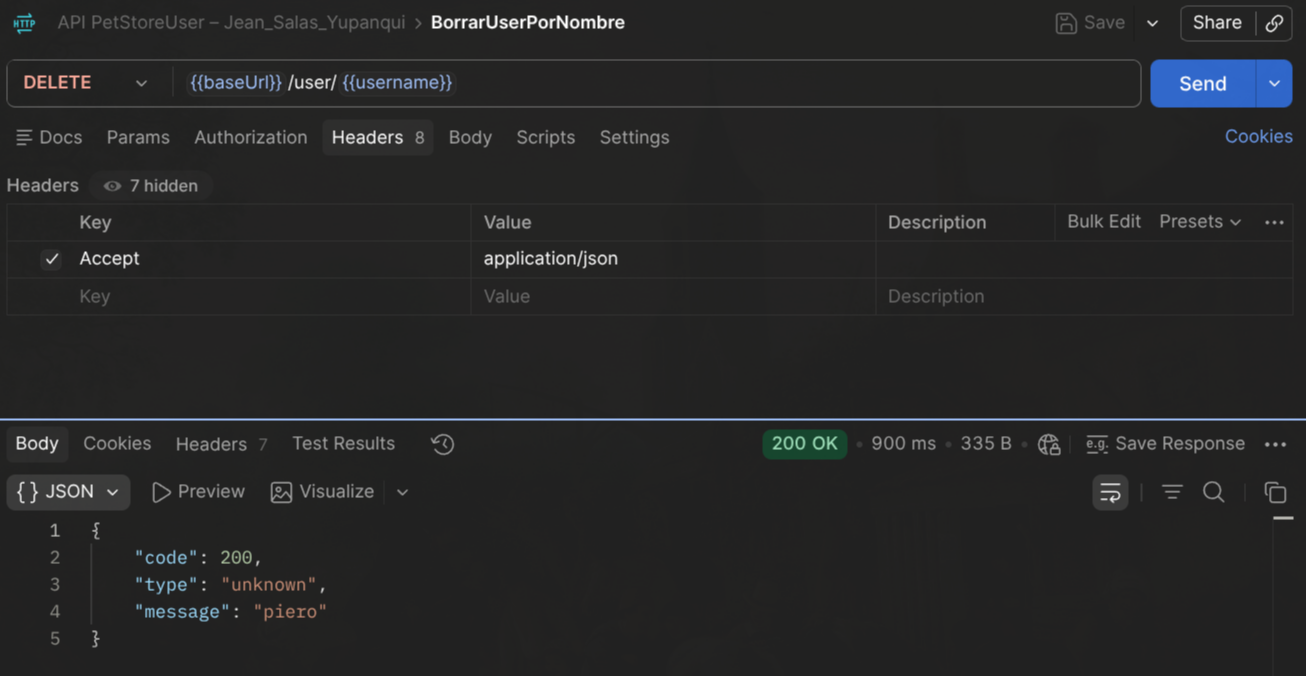 HTTP API PetStoreUser – Jean_Salas_Yupanqui > BorrarUserPorNombre Save Share
DELETE {{baseUrl}} /user/ {{username}} Send
Docs Params Authorization Headers 8 Body Scripts Settings Cookies
Headers 7 hidden
Key Value Description Bulk Edit Presets ...
Accept application/json
Key Value Description
Body Cookies Headers 7 Test Results 200 OK • 900 ms • 335 B • e.g. Save Response ...
{} JSON Preview Visualize
1 {
2 "code": 200,
3 "type": "unknown",
4 "message": "piero"
5 }